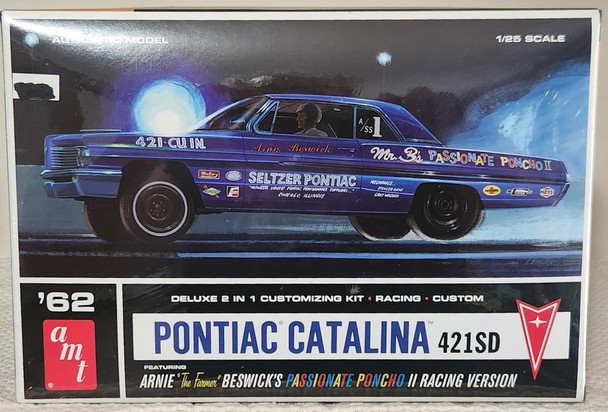 AUTHENTIC MODEL
1/25 SCALE
421-CU IN.
Arnie Beswick
A/SS 1
Mr. B's PASSIONATE PONCHO II
SELTZER PONTIAC
CHICAGO, ILLINOIS
'62
amt
DELUXE 2 IN 1 CUSTOMIZING KIT • RACING • CUSTOM
PONTIAC CATALINA 421SD
FEATURING
ARNIE "The Farmer" BESWICK'S PASSIONATE PONCHO II RACING VERSION